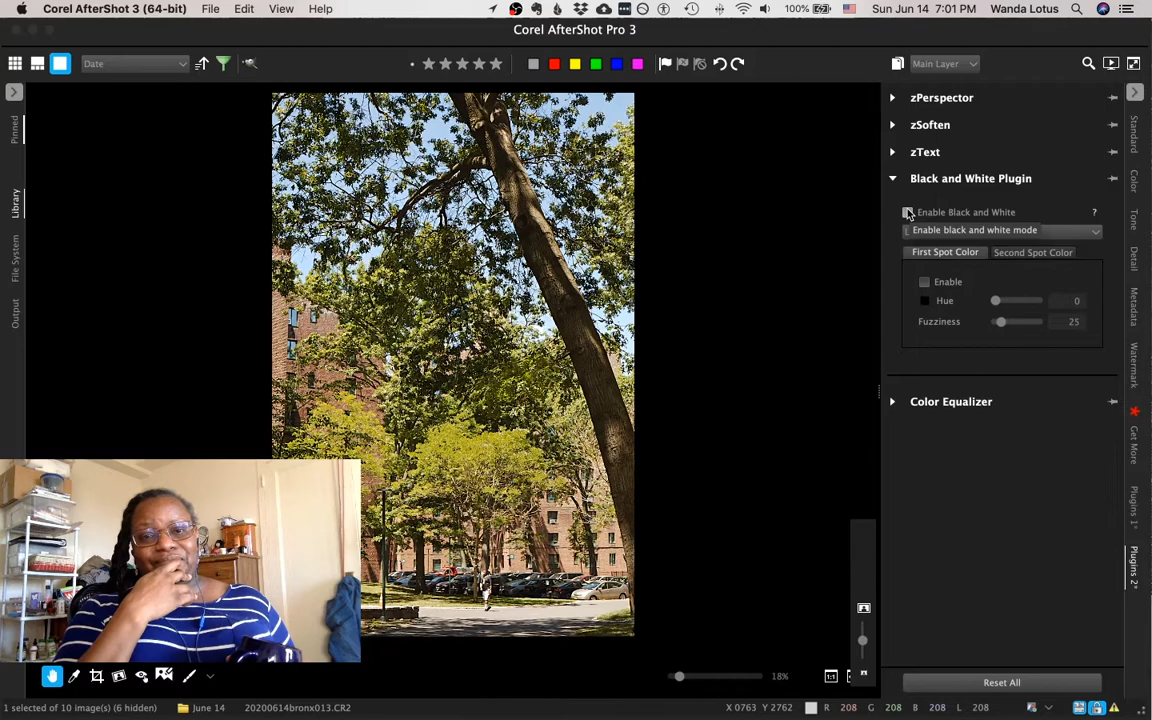 Corel AfterShot 3 (64-bit) File Edit View Help 100% Sun Jun 14 7:01 PM Wanda Lotus
Corel AfterShot Pro 3
Date Main Layer
zPerspector
zSoften
zText
Black and White Plugin
Enable Black and White ?
Enable black and white mode
First Spot Color Second Spot Color
Enable
Hue 0
Fuzziness 25
Color Equalizer
Pinned
Library
File System
Output
Standard
Color
Tone
Detail
Metadata
Watermark
Get More
Plugins 1°
Plugins 2°
18% 1:1
Reset All
1 selected of 10 image(s) (6 hidden) June 14 20200614bronx013.CR2 X 0763 Y 2762 R 208 G 208 B 208 L 208